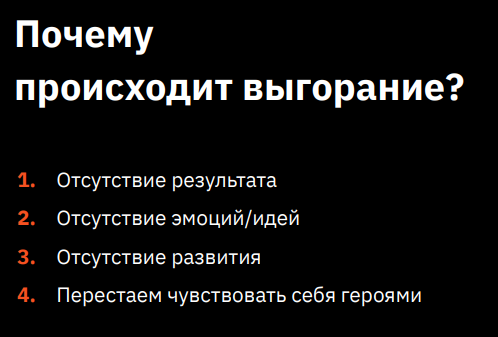 Почему
происходит выгорание?
1. Отсутствие результата
2. Отсутствие эмоций/идей
3. Отсутствие развития
4. Перестаем чувствовать себя героями